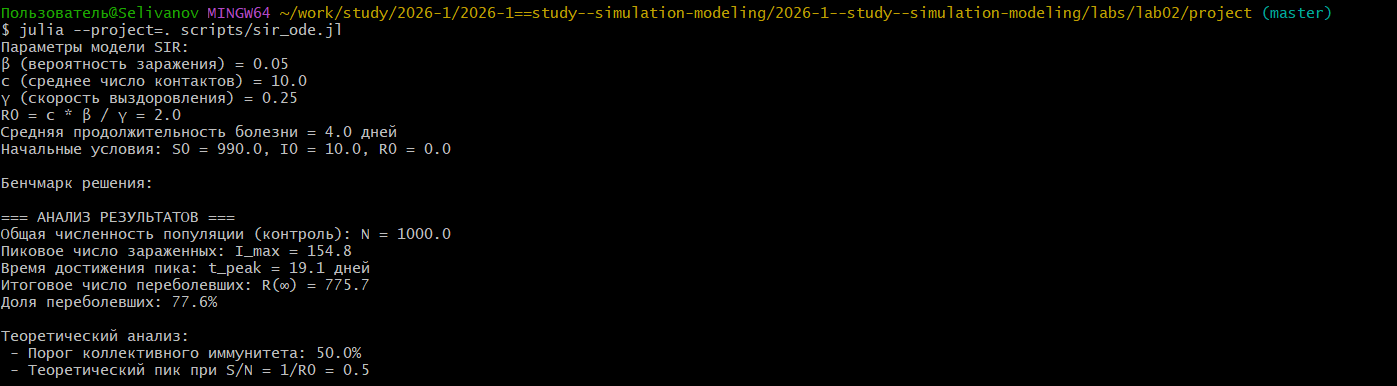 Пользователь@Selivanov MINGW64 ~/work/study/2026-1/2026-1==study--simulation-modeling/2026-1--study--simulation-modeling/labs/lab02/project (master)
$ julia --project=. scripts/sir_ode.jl
Параметры модели SIR:
β (вероятность заражения) = 0.05
c (среднее число контактов) = 10.0
γ (скорость выздоровления) = 0.25
R0 = c * β / γ = 2.0
Средняя продолжительность болезни = 4.0 дней
Начальные условия: S0 = 990.0, I0 = 10.0, R0 = 0.0
Бенчмарк решения:
=== АНАЛИЗ РЕЗУЛЬТАТОВ ===
Общая численность популяции (контроль): N = 1000.0
Пиковое число зараженных: I_max = 154.8
Время достижения пика: t_peak = 19.1 дней
Итоговое число переболевших: R(∞) = 775.7
Доля переболевших: 77.6%
Теоретический анализ:
- Порог коллективного иммунитета: 50.0%
- Теоретический пик при S/N = 1/R0 = 0.5